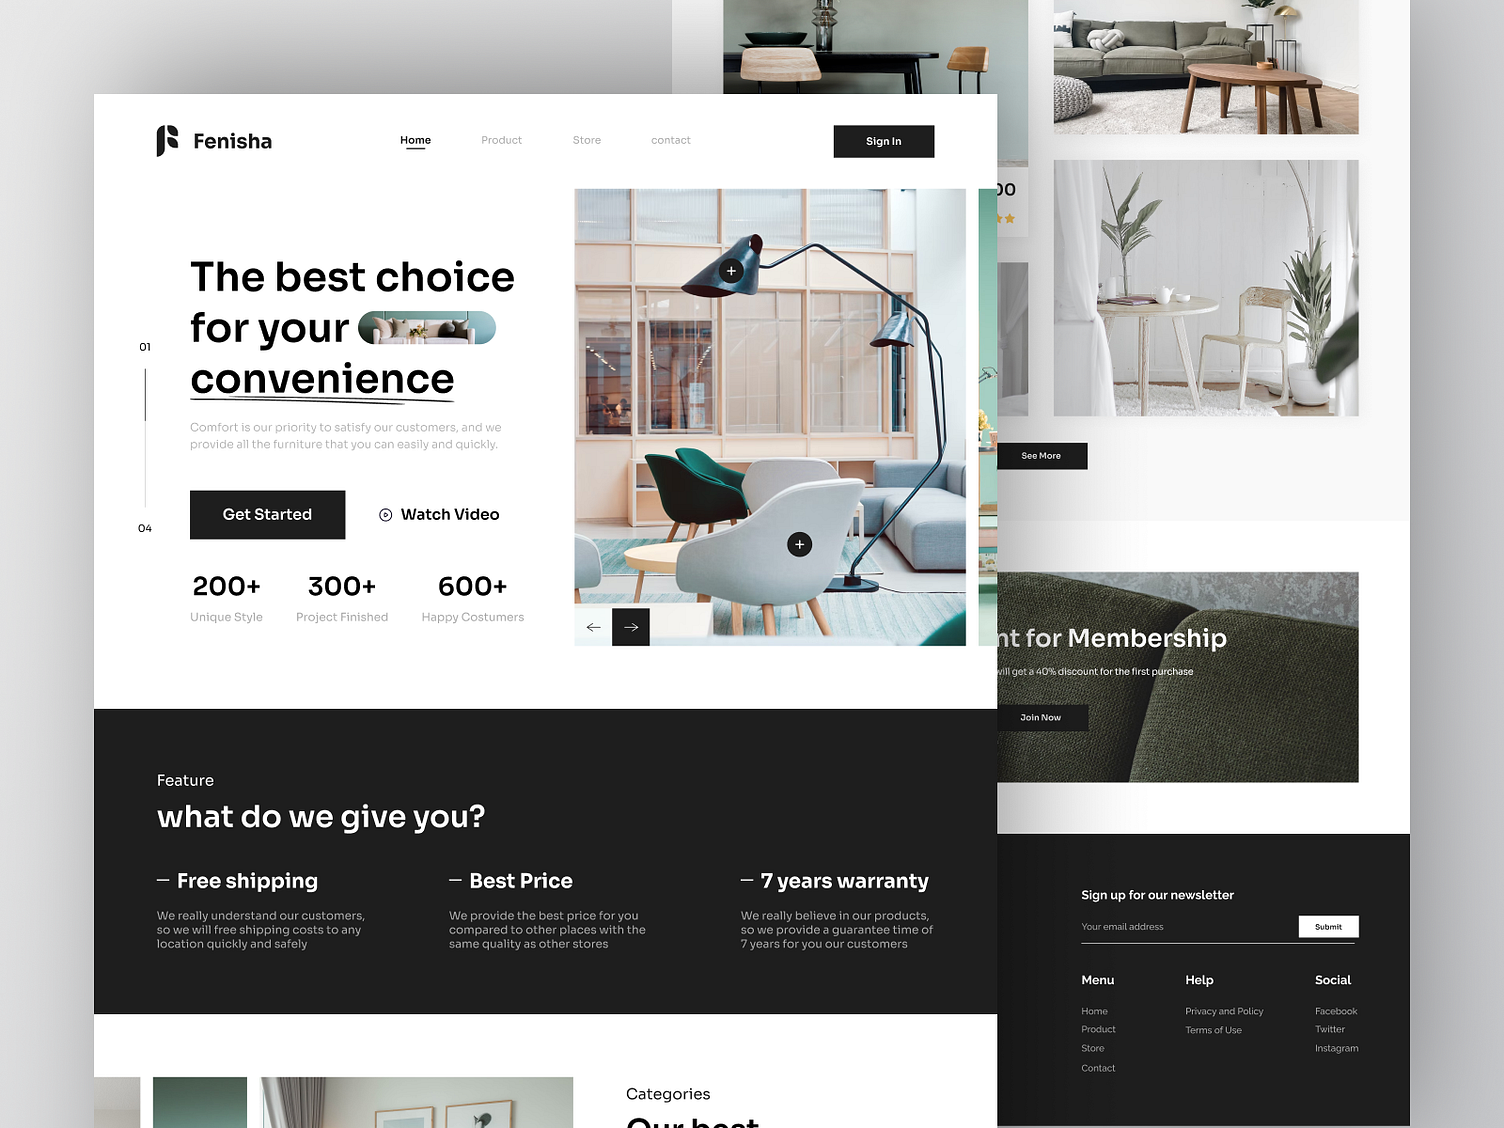 Fenisha
Home
Product
Store
contact
Sign In
The best choice
for your
convenience
Comfort is our priority to satisfy our customers, and we
provide all the furniture that you can easily and quickly.
01
04
Get Started
Watch Video
200+
Unique Style
300+
Project Finished
600+
Happy Costumers
Feature
what do we give you?
Free shipping
We really understand our customers,
so we will free shipping costs to any
location quickly and safely
Best Price
We provide the best price for you
compared to other places with the
same quality as other stores
7 years warranty
We really believe in our products,
so we provide a guarantee time of
7 years for you our customers
Categories
Our best
00
See More
nt for Membership
will get a 40% discount for the first purchase
Join Now
Sign up for our newsletter
Your email address
Submit
Menu
Home
Product
Store
Contact
Help
Privacy and Policy
Terms of Use
Social
Facebook
Twitter
Instagram